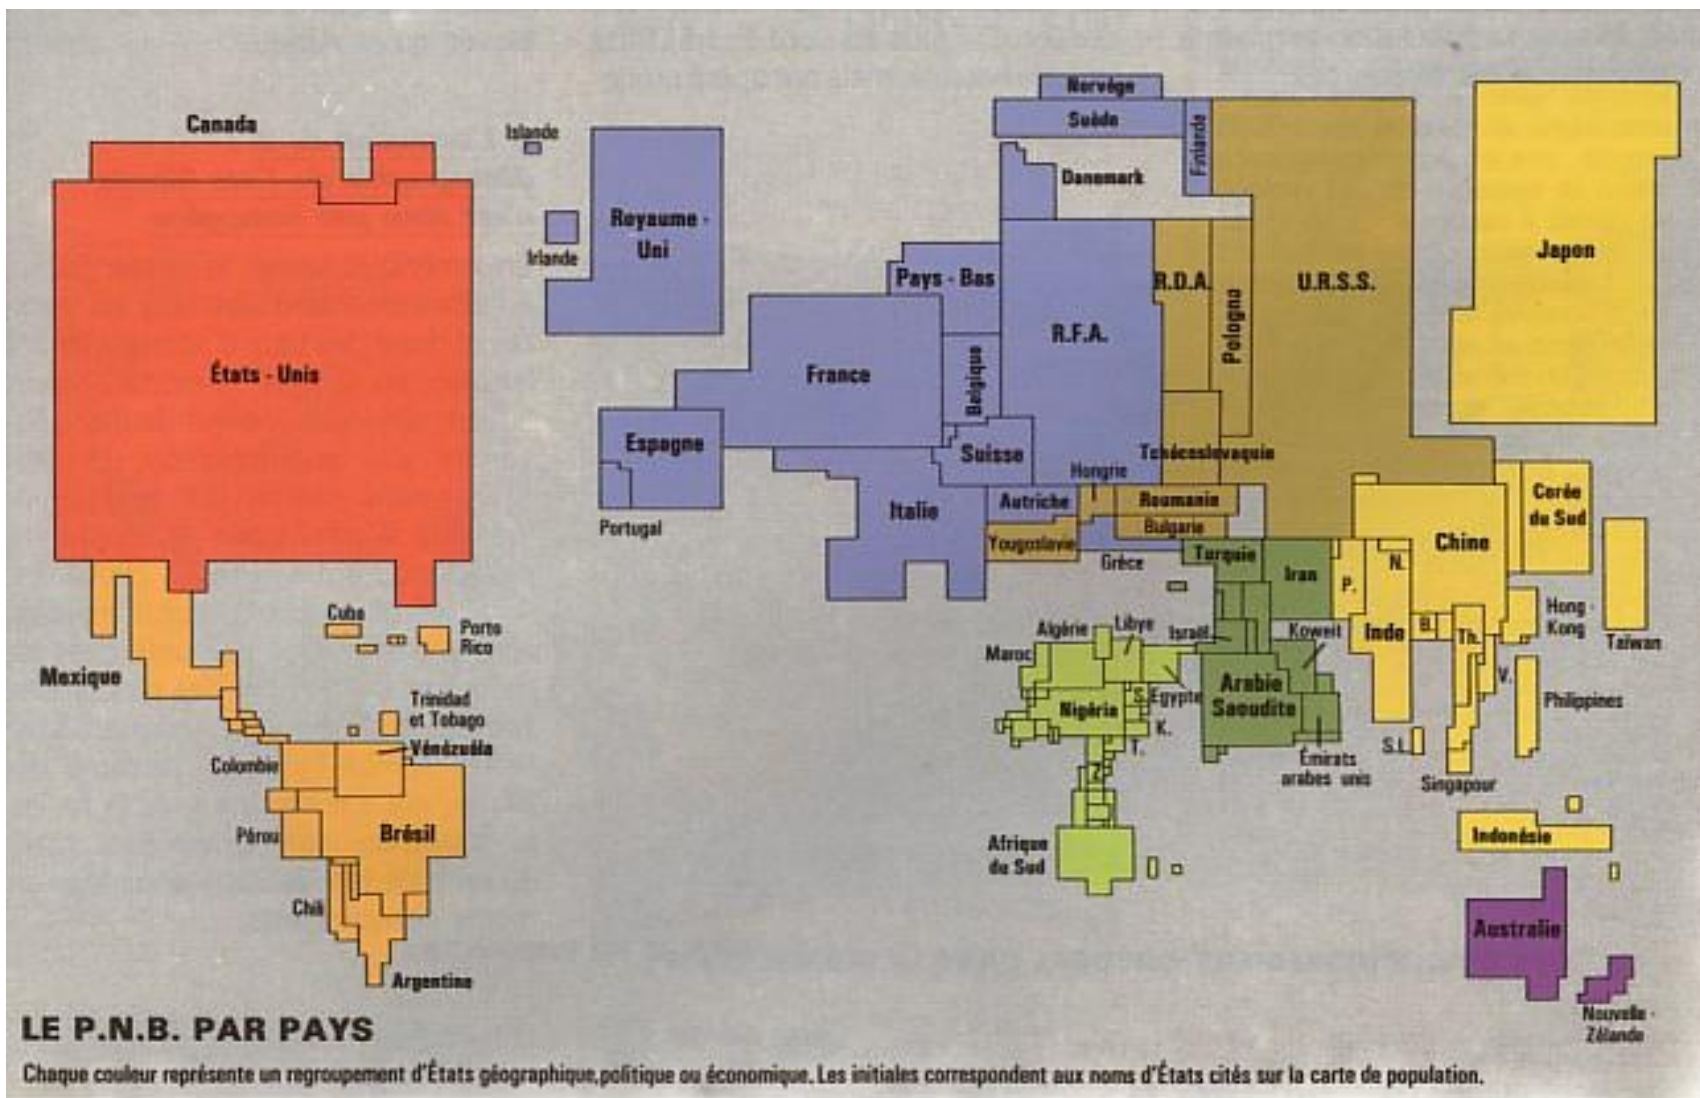 Canada
États - Unis
Mexique
Cuba
Porto
Rico
Trinidad
et Tobago
Vénézuéla
Colombie
Pérou
Brésil
Chili
Argentine
Islande
Irlande
Royaume -
Uni
Norvège
Suède
Finlande
Danemark
Pays - Bas
Belgique
France
Espagne
Portugal
Suisse
Italie
R.F.A.
R.D.A.
Pologne
U.R.S.S.
Tchécoslovaquie
Hongrie
Autriche
Roumanie
Bulgarie
Yougoslavie
Grèce
Turquie
Iran
Israël
Koweit
Arabie
Saoudite
Émirats
arabes unis
Algérie
Libye
Maroc
Egypte
S.
Nigéria
K.
T.
Z.
Afrique
du Sud
Japon
Chine
Corée
du Sud
Taïwan
Hong -
Kong
P.
N.
Inde
B.
Th.
V.
S.L.
Philippines
Singapour
Indonésie
Australie
Nouvelle -
Zélande
LE P.N.B. PAR PAYS
Chaque couleur représente un regroupement d'États géographique,politique ou économique. Les initiales correspondent aux noms d'États cités sur la carte de population.